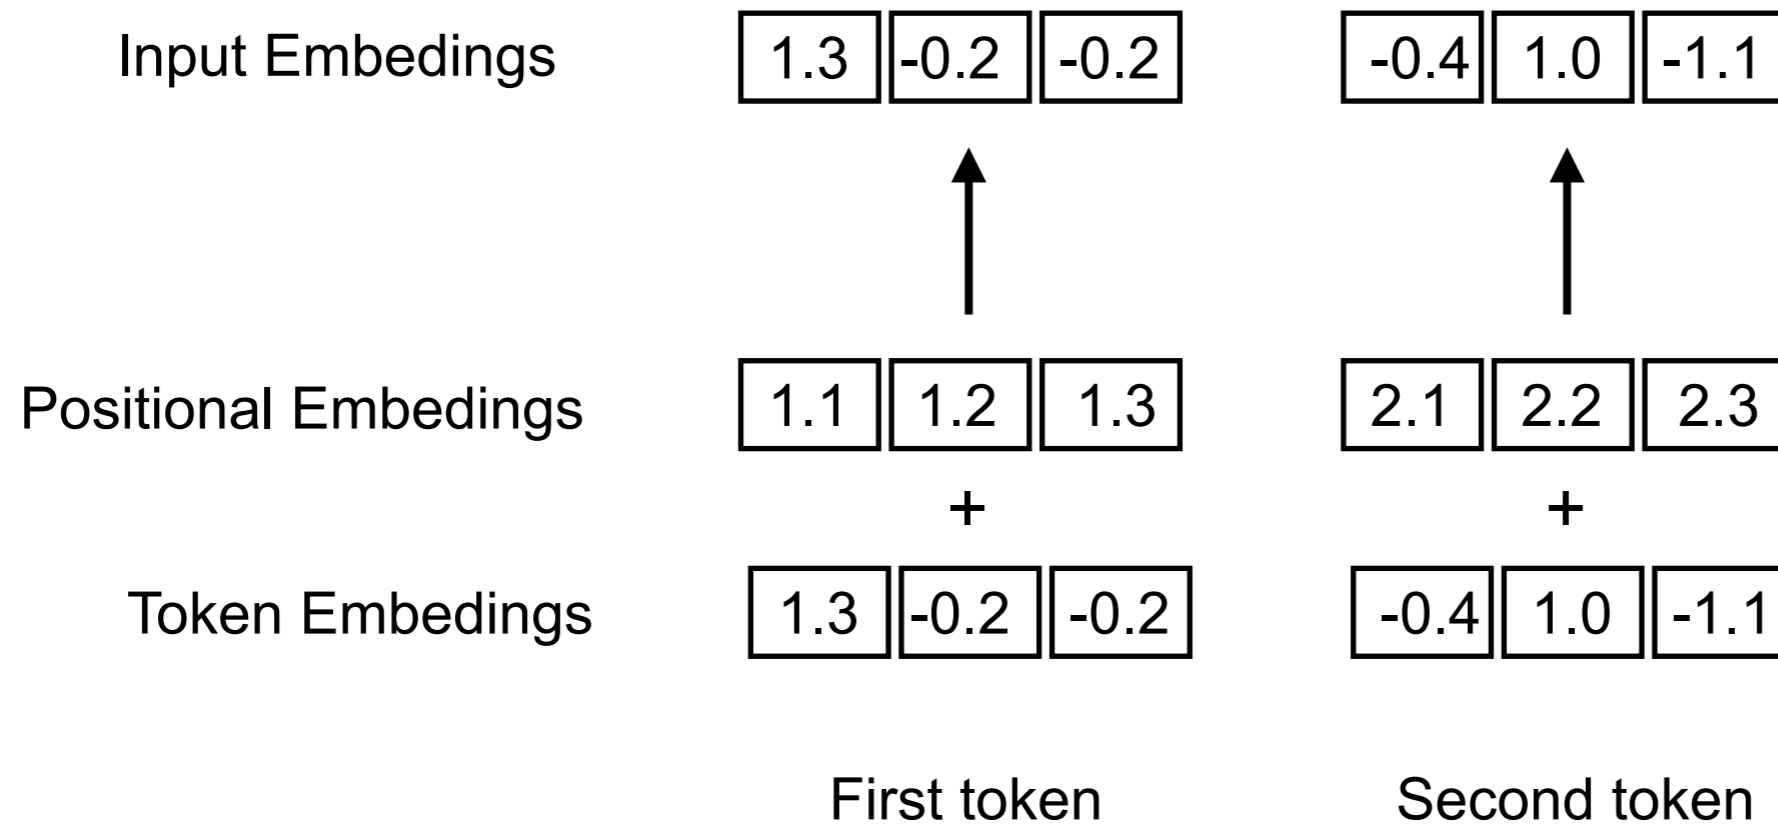 Input Embedings 1.3 -0.2 -0.2 -0.4 1.0 -1.1
Positional Embedings 1.1 1.2 1.3 2.1 2.2 2.3
+ +
Token Embedings 1.3 -0.2 -0.2 -0.4 1.0 -1.1
First token Second token